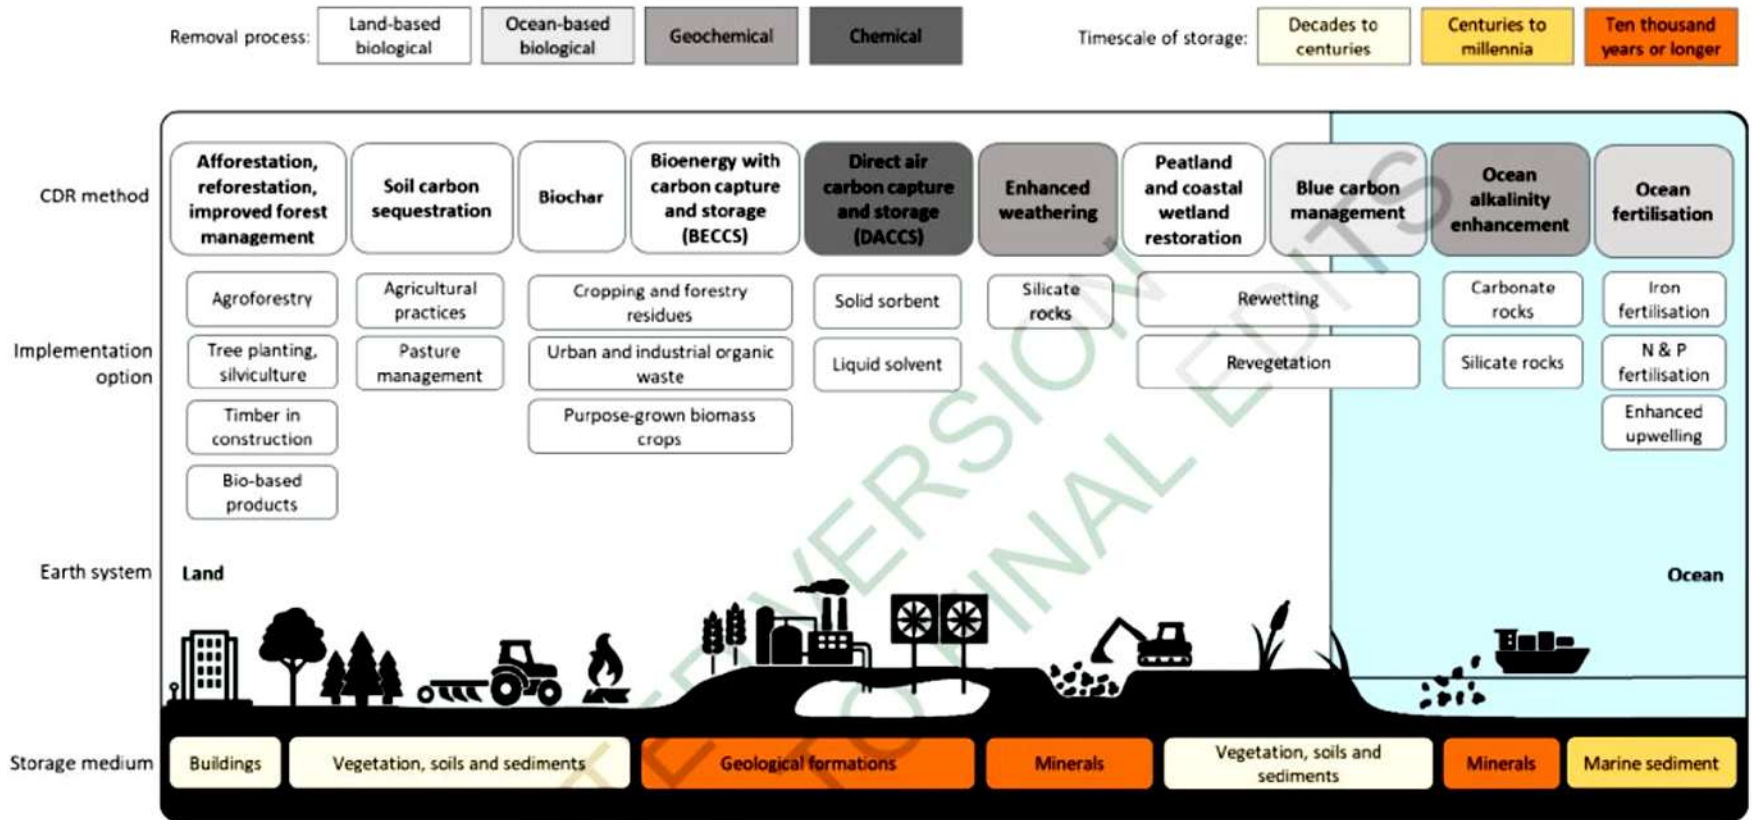 Removal process:
Land-based
biological
Ocean-based
biological
Geochemical
Chemical
Timescale of storage:
Decades to
centuries
Centuries to
millennia
Ten thousand
years or longer
CDR method
Afforestation,
reforestation,
improved forest
management
Soil carbon
sequestration
Biochar
Bioenergy with
carbon capture
and storage
(BECCS)
Direct air
carbon capture
and storage
(DACCS)
Enhanced
weathering
Peatland
and coastal
wetland
restoration
Blue carbon
management
Ocean
alkalinity
enhancement
Ocean
fertilisation
Implementation
option
Agroforestry
Tree planting,
silviculture
Timber in
construction
Bio-based
products
Agricultural
practices
Pasture
management
Cropping and forestry
residues
Urban and industrial organic
waste
Purpose-grown biomass
crops
Solid sorbent
Liquid solvent
Silicate
rocks
Rewetting
Revegetation
Carbonate
rocks
Silicate rocks
Iron
fertilisation
N & P
fertilisation
Enhanced
upwelling
Earth system
Land
Ocean
Storage medium
Buildings
Vegetation, soils and sediments
Geological formations
Minerals
Vegetation, soils and
sediments
Minerals
Marine sediment
VERSION
TO FINAL EDITS